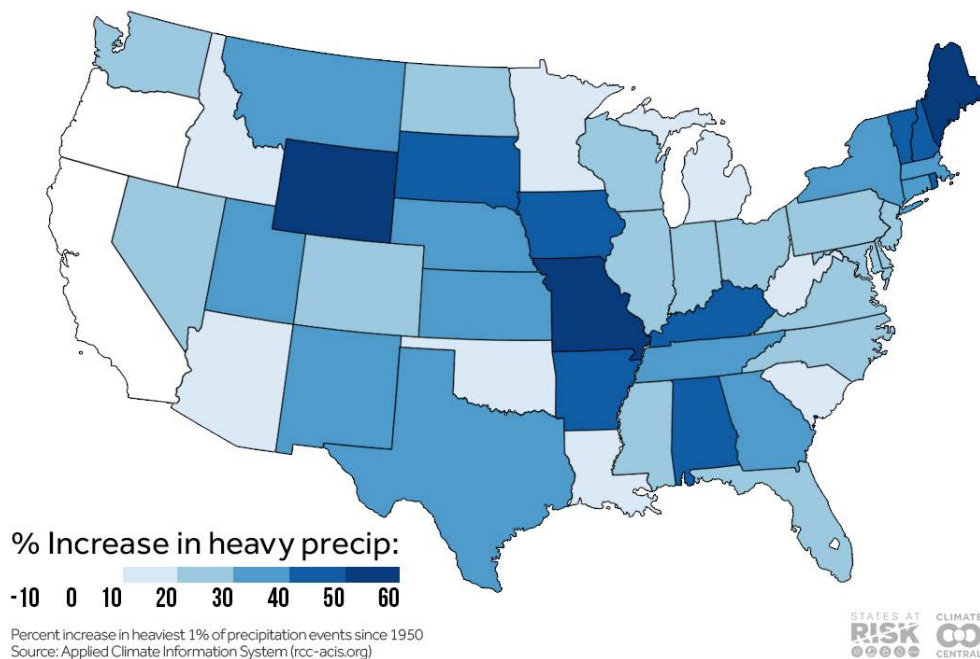 % Increase in heavy precip:
-10 0 10 20 30 40 50 60
Percent increase in heaviest 1% of precipitation events since 1950
Source: Applied Climate Information System (rcc-acis.org)
STATES AT
RISK
CLIMATE
CENTRAL